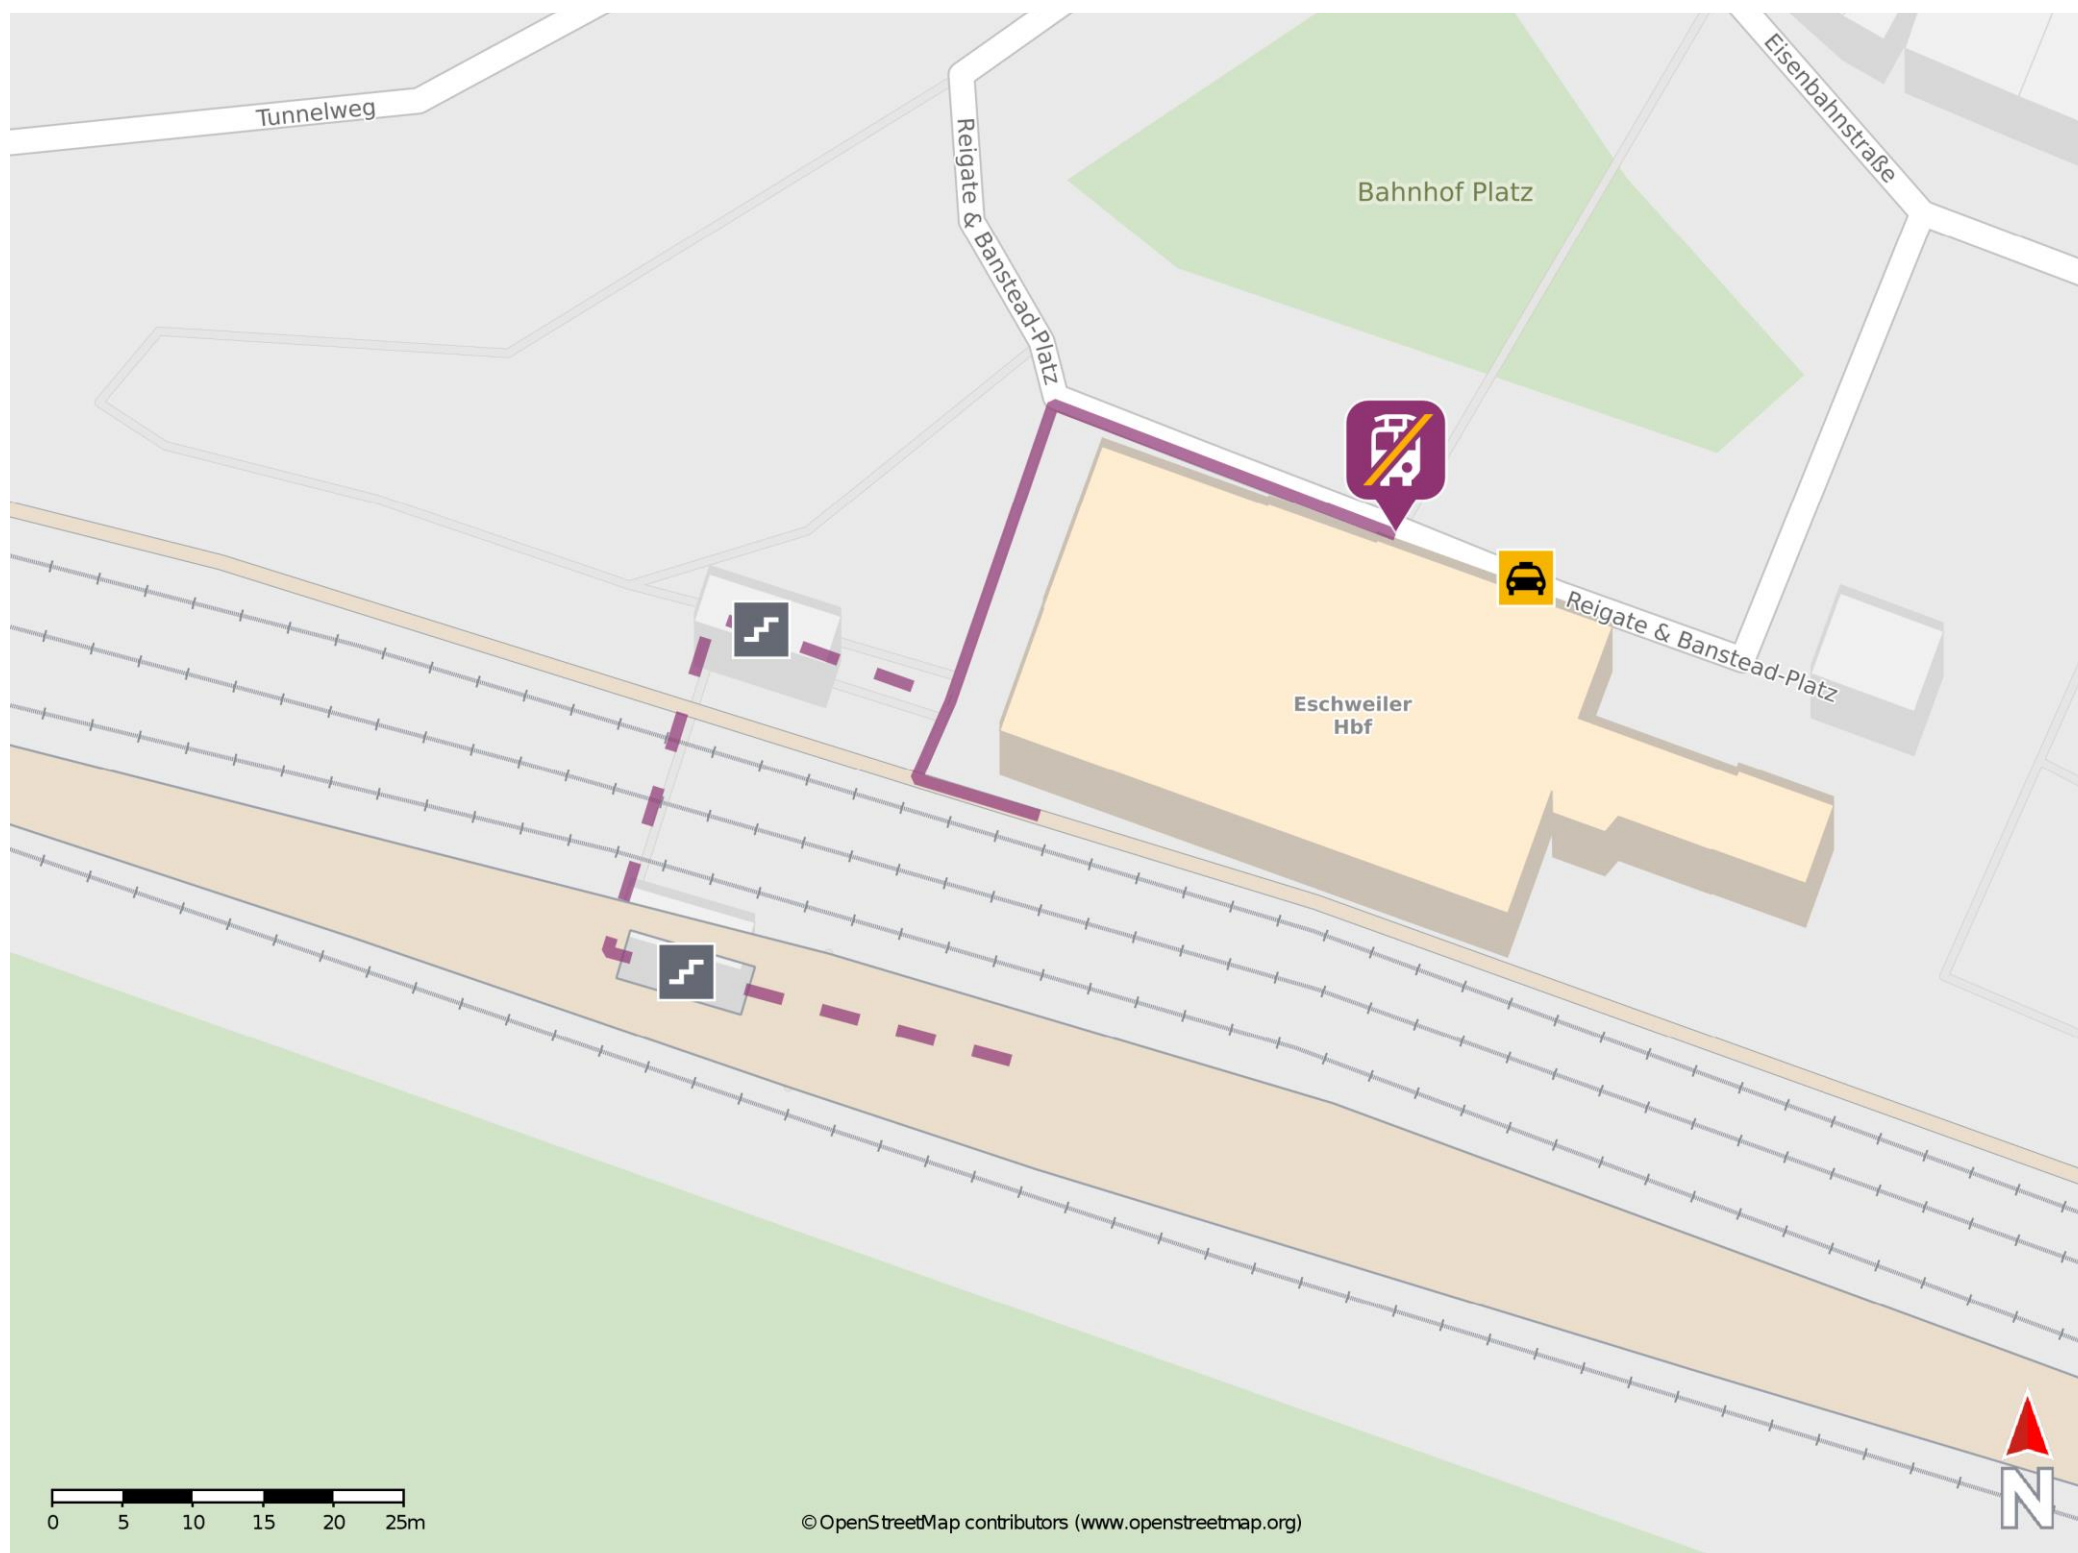 Eisenbahnstraße
Tunnelweg
Reigate & Banstead-Platz
Bahnhof Platz
Reigate & Banstead-Platz
Eschweiler
Hbf
N
0 5 10 15 20 25m
© OpenStreetMap contributors (www.openstreetmap.org)